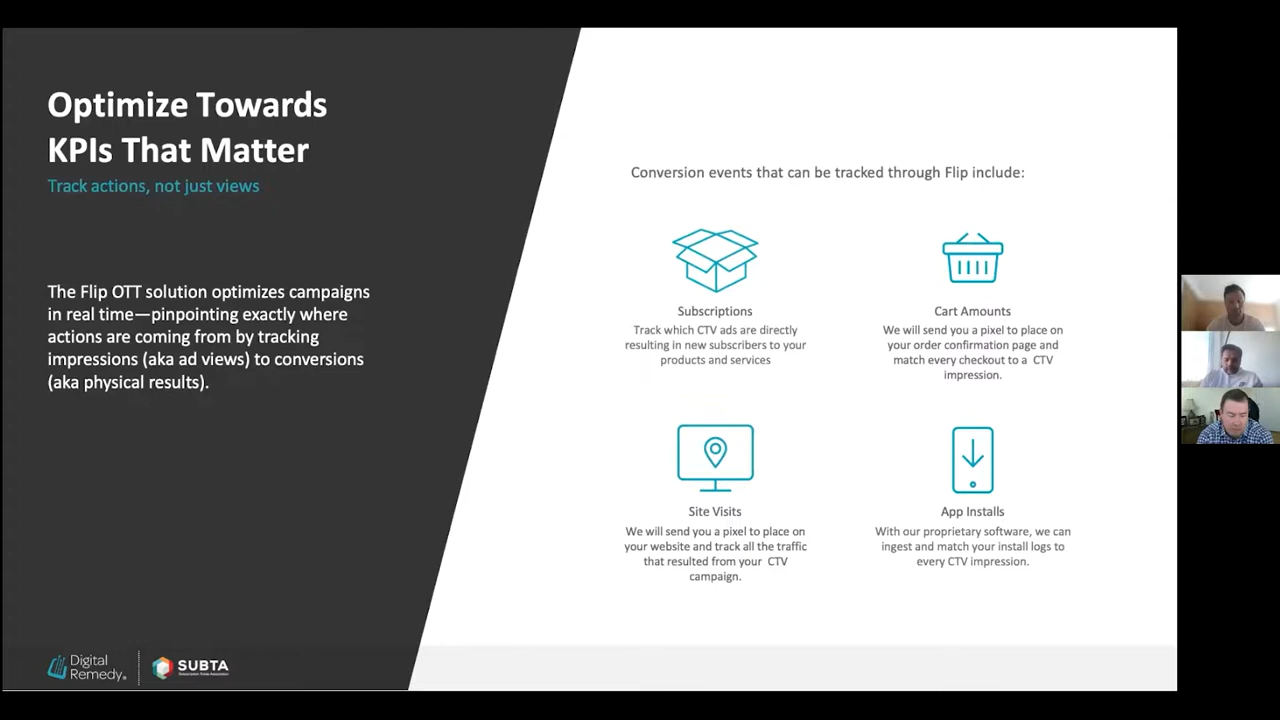 Optimize Towards
KPIs That Matter
Track actions, not just views
The Flip OTT solution optimizes campaigns
in real time—pinpointing exactly where
actions are coming from by tracking
impressions (aka ad views) to conversions
(aka physical results).
Conversion events that can be tracked through Flip include:
Subscriptions
Track which CTV ads are directly
resulting in new subscribers to your
products and services
Cart Amounts
We will send you a pixel to place on
your order confirmation page and
match every checkout to a CTV
impression.
Site Visits
We will send you a pixel to place on
your website and track all the traffic
that resulted from your CTV
campaign.
App Installs
With our proprietary software, we can
ingest and match your install logs to
every CTV impression.
Digital
Remedy
SUBTA
Subscription Trade Association